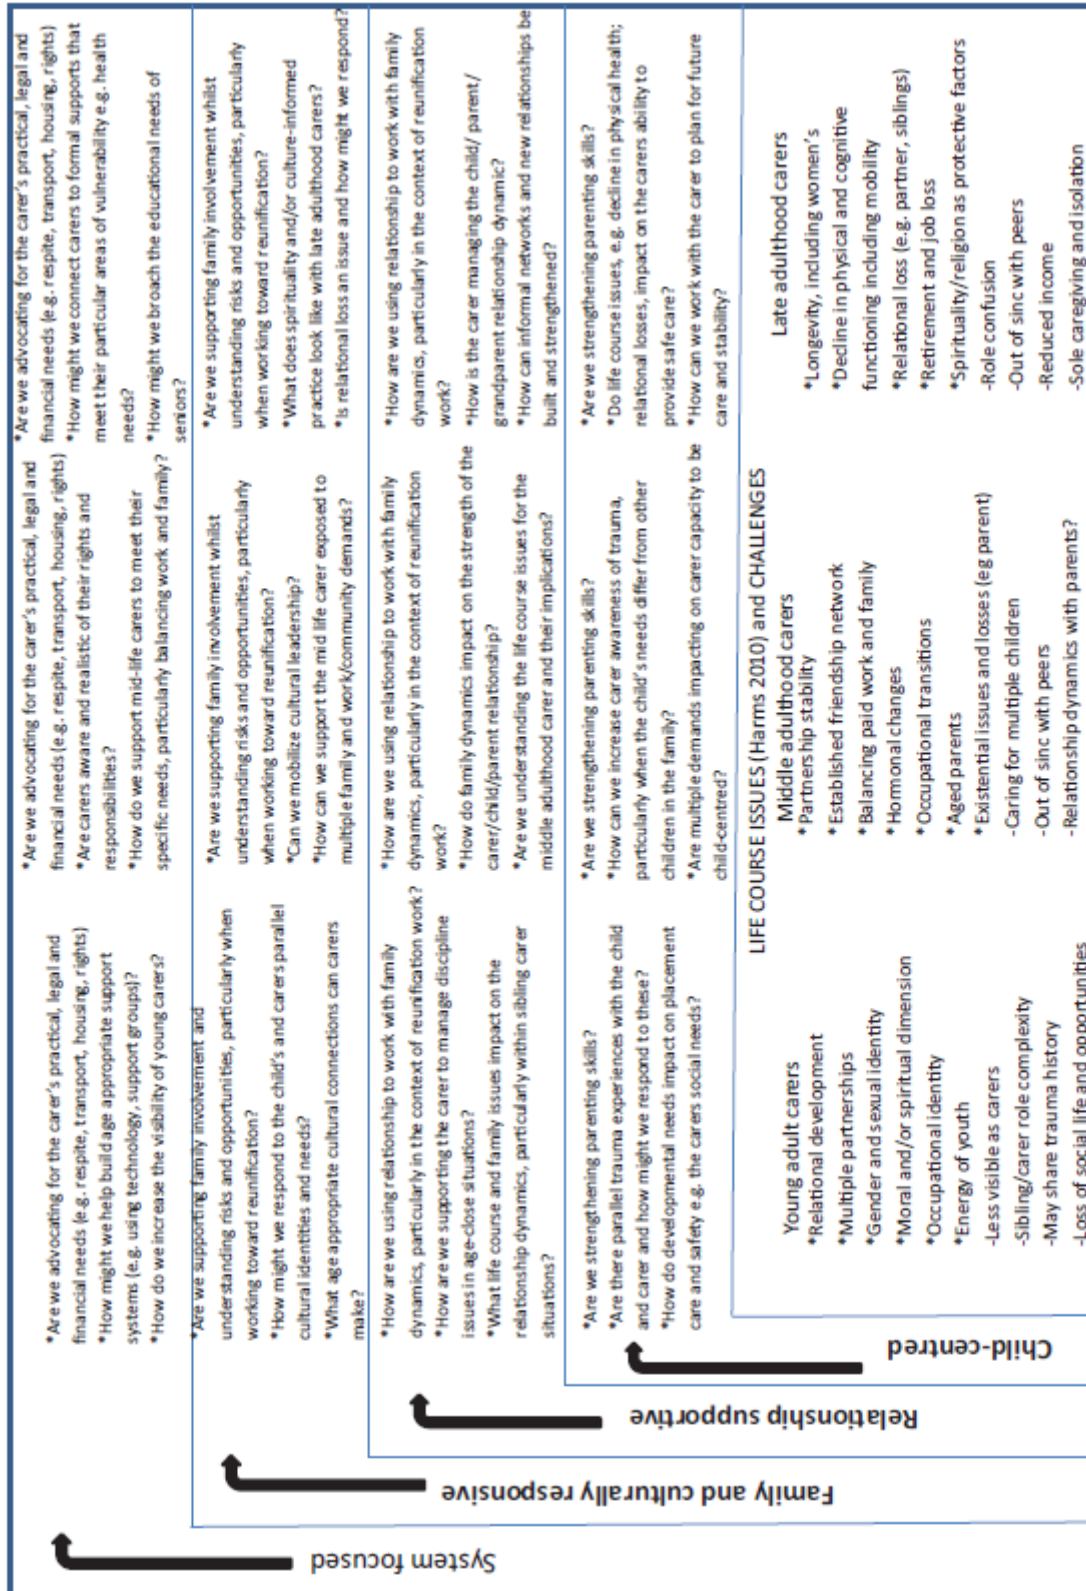 System focused
*Are we advocating for the carer's practical, legal and
financial needs (e.g. respite, transport, housing, rights)
*How might we help build age appropriate support
systems (e.g. using technology, support groups)?
*How do we increase the visibility of young carers?
*Are we advocating for the carer's practical, legal and
financial needs (e.g. respite, transport, housing, rights)
*Are carers aware and realistic of their rights and
responsibilities?
*How do we support mid-life carers to meet their
specific needs, particularly balancing work and family?
*Are we advocating for the carer's practical, legal and
financial needs (e.g. respite, transport, housing, rights)
*How might we connect carers to formal supports that
meet their particular areas of vulnerability e.g. health
needs?
*How might we broach the educational needs of
seniors?
Family and culturally responsive
*Are we supporting family involvement and
understanding risks and opportunities, particularly when
working toward reunification?
*How might we respond to the child's and carers parallel
cultural identities and needs?
*What age appropriate cultural connections can carers
make?
*Are we supporting family involvement whilst
understanding risks and opportunities, particularly
when working toward reunification?
*Can we mobilize cultural leadership?
*How can we support the mid life carer exposed to
multiple family and work/community demands?
*Are we supporting family involvement whilst
understanding risks and opportunities, particularly
when working toward reunification?
*What does spirituality and/or culture-informed
practice look like with late adulthood carers?
*Is relational loss an issue and how might we respond?
Relationship supportive
*How are we using relationship to work with family
dynamics, particularly in the context of reunification work?
*How are we supporting the carer to manage discipline
issues in age-close situations?
*What life course and family issues impact on the
relationship dynamics, particularly within sibling carer
situations?
*How are we using relationship to work with family
dynamics, particularly in the context of reunification
work?
*How do family dynamics impact on the strength of the
carer/child/parent relationship?
*Are we understanding the life course issues for the
middle adulthood carer and their implications?
*How are we using relationship to work with family
dynamics, particularly in the context of reunification
work?
*How is the carer managing the child/ parent/
grandparent relationship dynamic?
*How can informal networks and new relationships be
built and strengthened?
Child-centred
*Are we strengthening parenting skills?
*Are there parallel trauma experiences with the child
and carer and how might we respond to these?
*How do developmental needs impact on placement
care and safety e.g. the carers social needs?
*Are we strengthening parenting skills?
*How can we increase carer awareness of trauma,
particularly when the child's needs differ from other
children in the family?
*Are multiple demands impacting on carer capacity to be
child-centred?
*Are we strengthening parenting skills?
*Do life course issues, e.g. decline in physical health;
relational losses, impact on the carers ability to
provide safe care?
*How can we work with the carer to plan for future
care and stability?
LIFE COURSE ISSUES (Harms 2010) and CHALLENGES
Young adult carers
*Relational development
*Multiple partnerships
*Gender and sexual identity
*Moral and/or spiritual dimension
*Occupational identity
*Energy of youth
-Less visible as carers
-Sibling/carer role complexity
-May share trauma history
-Loss of social life and opportunities
Middle adulthood carers
*Partnership stability
*Established friendship network
*Balancing paid work and family
*Hormonal changes
*Occupational transitions
*Aged parents
*Existential issues and losses (eg parent)
-Caring for multiple children
-Out of sinc with peers
-Relationship dynamics with parents?
Late adulthood carers
*Longevity, including women's
*Decline in physical and cognitive
functioning including mobility
*Relational loss (e.g. partner, siblings)
*Retirement and job loss
*Spirituality/religion as protective factors
-Role confusion
-Out of sinc with peers
-Reduced income
-Sole caregiving and isolation